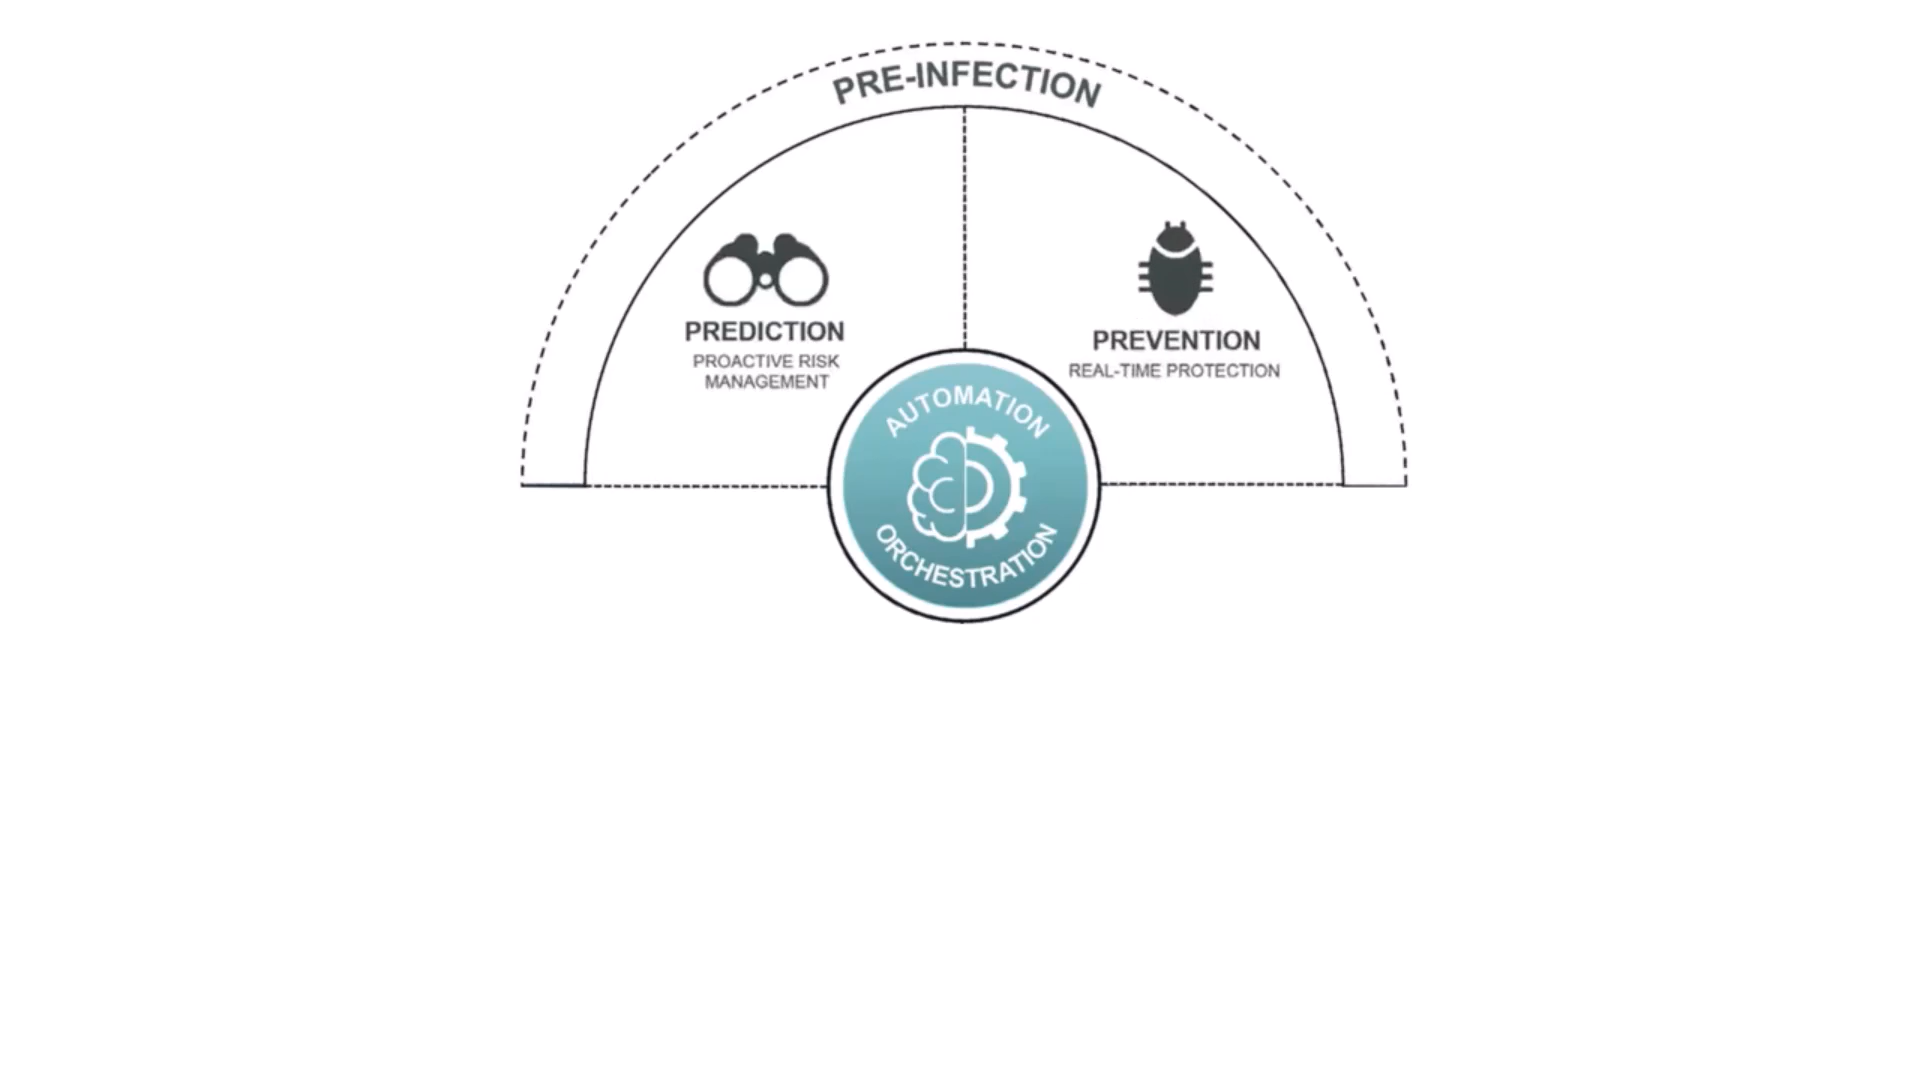 PRE-INFECTION
PREDICTION
PROACTIVE RISK
MANAGEMENT
PREVENTION
REAL-TIME PROTECTION
AUTOMATION
ORCHESTRATION